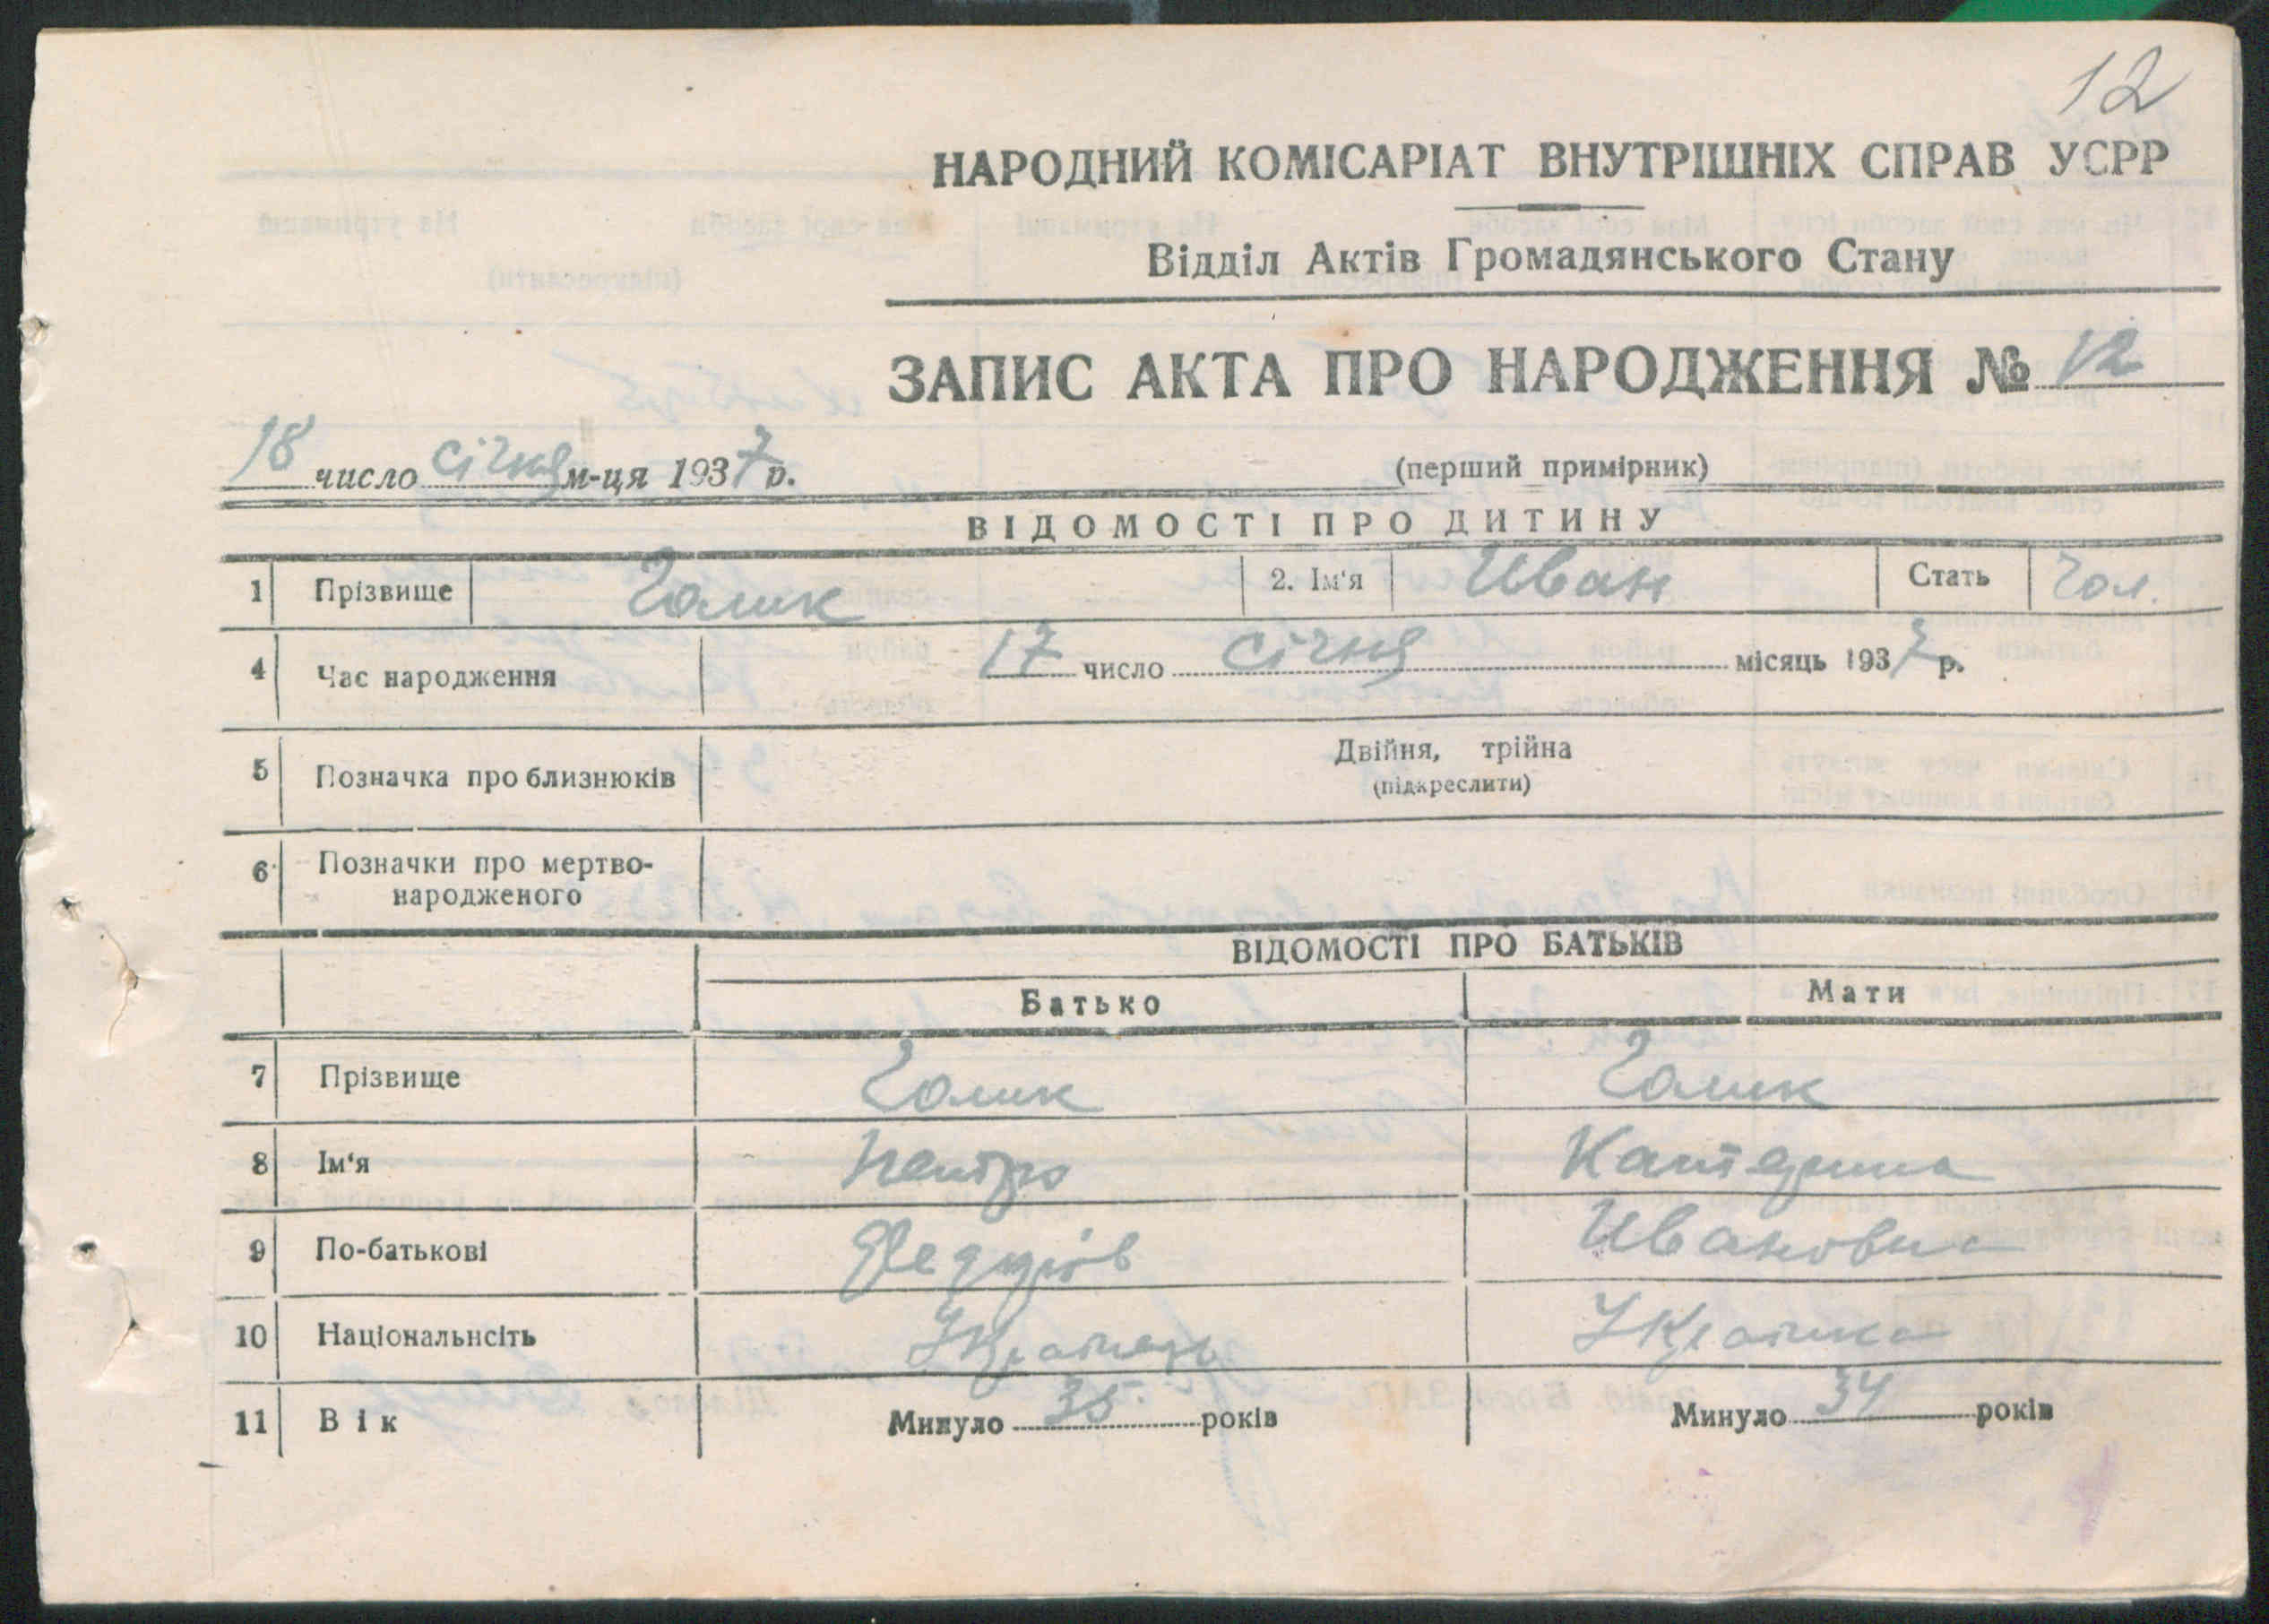 12
НАРОДНИЙ КОМІСАРІАТ ВНУТРІШНІХ СПРАВ УСРР
Відділ Актів Громадянського Стану
ЗАПИС АКТА ПРО НАРОДЖЕННЯ № 12
18 число січня м-ця 1937 р.
(перший примірник)
ВІДОМОСТІ ПРО ДИТИНУ
1 Прізвище Голик 2. Ім'я Иван Стать Чол.
4 Час народження 17 число січня місяць 1937 р.
5 Позначка про близнюків Двійня, трійна
(підкреслити)
6 Позначки про мертво-
народженого
ВІДОМОСТІ ПРО БАТЬКІВ
Батько Мати
7 Прізвище Голик Голик
8 Ім'я Петро Катерина
9 По-батькові Федорів Ивановна
10 Національнсіть Українець Українка
11 Вік Минуло 35 років Минуло 34 років